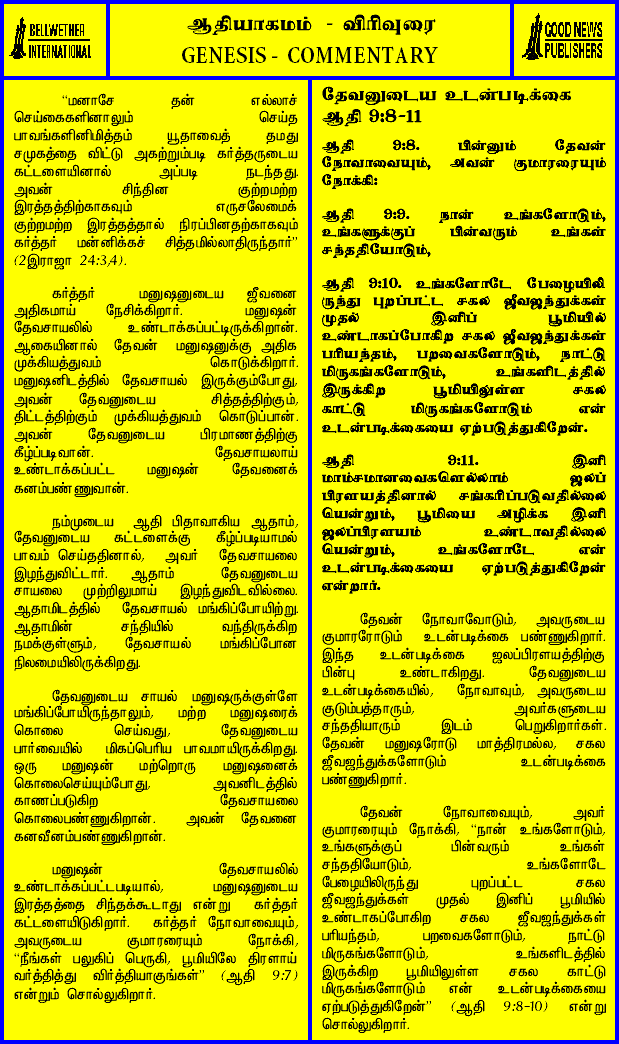 BELLWETHER
INTERNATIONAL
ஆதியாகமம் - விரிவுரை
GENESIS - COMMENTARY
GOOD NEWS
PUBLISHERS
“மனாசே தன் எல்லாச்
செய்கைகளினாலும் செய்த
பாவங்களினிமித்தம் யூதாவைத் தமது
சமுகத்தை விட்டு அகற்றும்படி கர்த்தருடைய
கட்டளையினால் அப்படி நடந்தது.
அவன் சிந்தின குற்றமற்ற
இரத்தத்திற்காகவும் எருசலேமைக்
குற்றமற்ற இரத்தத்தால் நிரப்பினதற்காகவும்
கர்த்தர் மன்னிக்கச் சித்தமில்லாதிருந்தார்”
(2இராஜா 24:3,4).
கர்த்தர் மனுஷனுடைய ஜீவனை
அதிகமாய் நேசிக்கிறார். மனுஷன்
தேவசாயலில் உண்டாக்கப்பட்டிருக்கிறான்.
ஆகையினால் தேவன் மனுஷனுக்கு அதிக
முக்கியத்துவம் கொடுக்கிறார்.
மனுஷனிடத்தில் தேவசாயல் இருக்கும்போது,
அவன் தேவனுடைய சித்தத்திற்கும்,
திட்டத்திற்கும் முக்கியத்துவம் கொடுப்பான்.
அவன் தேவனுடைய பிரமாணத்திற்கு
கீழ்ப்படிவான். தேவசாயலாய்
உண்டாக்கப்பட்ட மனுஷன் தேவனைக்
கனம்பண்ணுவான்.
நம்முடைய ஆதி பிதாவாகிய ஆதாம்,
தேவனுடைய கட்டளைக்கு கீழ்ப்படியாமல்
பாவம் செய்ததினால், அவர் தேவசாயலை
இழந்துவிட்டார். ஆதாம் தேவனுடைய
சாயலை முற்றிலுமாய் இழந்துவிடவில்லை.
ஆதாமிடத்தில் தேவசாயல் மங்கிப்போயிற்று.
ஆதாமின் சந்தியில் வந்திருக்கிற
நமக்குள்ளும், தேவசாயல் மங்கிப்போன
நிலமையிலிருக்கிறது.
தேவனுடைய சாயல் மனுஷருக்குள்ளே
மங்கிப்போயிருந்தாலும், மற்ற மனுஷரைக்
கொலை செய்வது, தேவனுடைய
பார்வையில் மிகப்பெரிய பாவமாயிருக்கிறது.
ஒரு மனுஷன் மற்றொரு மனுஷனைக்
கொலைசெய்யும்போது, அவனிடத்தில்
காணப்படுகிற தேவசாயலை
கொலைபண்ணுகிறான். அவன் தேவனை
கனவீனம்பண்ணுகிறான்.
மனுஷன் தேவசாயலில்
உண்டாக்கப்பட்டபடியால், மனுஷனுடைய
இரத்தத்தை சிந்தக்கூடாது என்று கர்த்தர்
கட்டளையிடுகிறார். கர்த்தர் நோவாவையும்,
அவருடைய குமாரரையும் நோக்கி,
“நீங்கள் பலுகிப் பெருகி, பூமியிலே திரளாய்
வர்த்தித்து விர்த்தியாகுங்கள்” (ஆதி 9:7)
என்றும் சொல்லுகிறார்.
தேவனுடைய உடன்படிக்கை
ஆதி 9:8-11
ஆதி 9:8. பின்னும் தேவன்
நோவாவையும், அவன் குமாரரையும்
நோக்கி:
ஆதி 9:9. நான் உங்களோடும்,
உங்களுக்குப் பின்வரும் உங்கள்
சந்ததியோடும்,
ஆதி 9:10. உங்களோடே பேழையிலி
ருந்து புறப்பட்ட சகல ஜீவஜந்துக்கள்
முதல் இனிப் பூமியில்
உண்டாகப்போகிற சகல ஜீவஜந்துக்கள்
பரியந்தம், பறவைகளோடும், நாட்டு
மிருகங்களோடும், உங்களிடத்தில்
இருக்கிற பூமியிலுள்ள சகல
காட்டு மிருகங்களோடும் என்
உடன்படிக்கையை ஏற்படுத்துகிறேன்.
ஆதி 9:11. இனி
மாம்சமானவைகளெல்லாம் ஜலப்
பிரளயத்தினால் சங்கரிப்படுவதில்லை
யென்றும், பூமியை அழிக்க இனி
ஜலப்பிரளயம் உண்டாவதில்லை
யென்றும், உங்களோடே என்
உடன்படிக்கையை ஏற்படுத்துகிறேன்
என்றார்.
தேவன் நோவாவோடும், அவருடைய
குமாரரோடும் உடன்படிக்கை பண்ணுகிறார்.
இந்த உடன்படிக்கை ஜலப்பிரளயத்திற்கு
பின்பு உண்டாகிறது. தேவனுடைய
உடன்படிக்கையில், நோவாவும், அவருடைய
குடும்பத்தாரும், அவர்களுடைய
சந்ததியாரும் இடம் பெறுகிறார்கள்.
தேவன் மனுஷரோடு மாத்திரமல்ல, சகல
ஜீவஜந்துக்களோடும் உடன்படிக்கை
பண்ணுகிறார்.
தேவன் நோவாவையும், அவர்
குமாரரையும் நோக்கி, “நான் உங்களோடும்,
உங்களுக்குப் பின்வரும் உங்கள்
சந்ததியோடும், உங்களோடே
பேழையிலிருந்து புறப்பட்ட சகல
ஜீவஜந்துக்கள் முதல் இனிப் பூமியில்
உண்டாகப்போகிற சகல ஜீவஜந்துக்கள்
பரியந்தம், பறவைகளோடும், நாட்டு
மிருகங்களோடும், உங்களிடத்தில்
இருக்கிற பூமியிலுள்ள சகல காட்டு
மிருகங்களோடும் என் உடன்படிக்கையை
ஏற்படுத்துகிறேன்” (ஆதி 9:8-10) என்று
சொல்லுகிறார்.